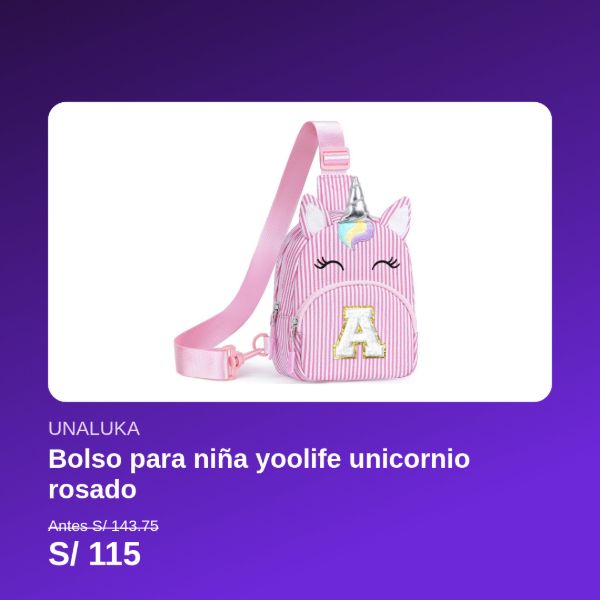 A
UNALUKA
Bolso para niña yoolife unicornio
rosado
Antes S/ 143.75
S/ 115